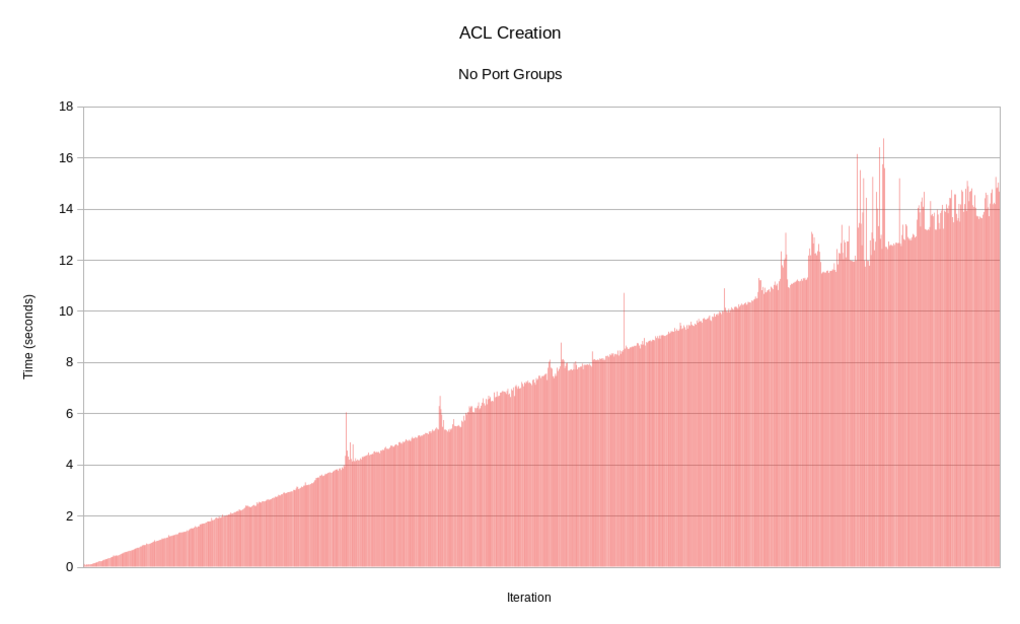 ACL Creation
No Port Groups
18
16
14
12
10
8
6
4
2
0
Time (seconds)
Iteration